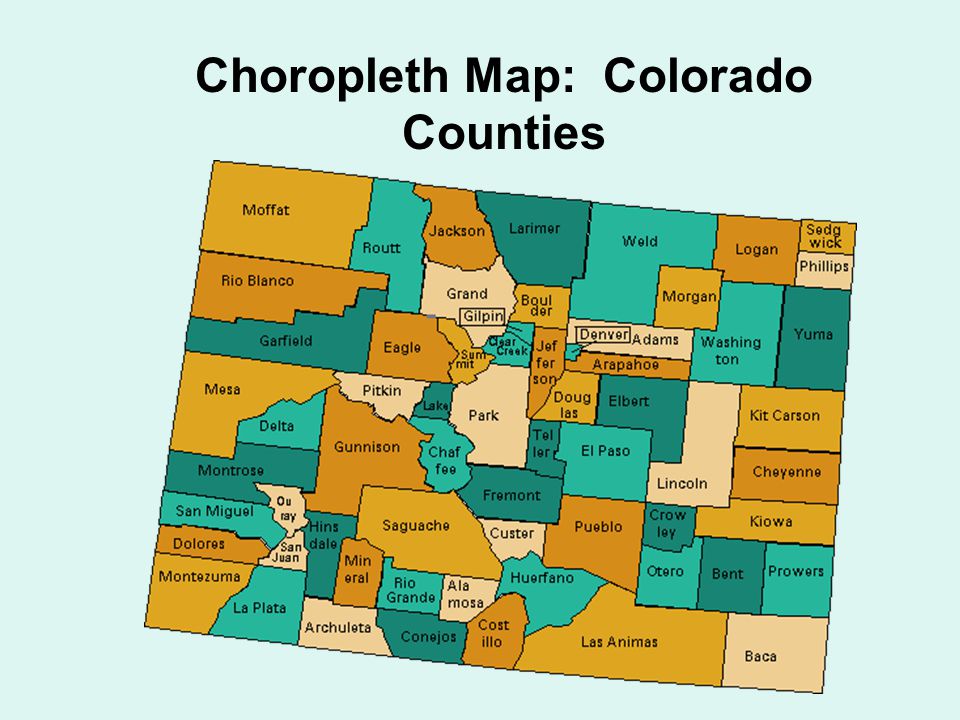 Choropleth Map: Colorado
Counties
Moffat
Routt
Jackson
Larimer
Weld
Logan
Sedg
wick
Phillips
Rio Blanco
Grand
Boul
der
Morgan
Gilpin
Garfield
Eagle
Sum
mit
Clear
Creek
Jef
fer
son
Denver
Adams
Washing
ton
Yuma
Arapahoe
Mesa
Pitkin
Lake
Park
Doug
las
Elbert
Kit Carson
Delta
Gunnison
Chaf
fee
Tel
ler
El Paso
Lincoln
Cheyenne
Montrose
Fremont
Ou
ray
San Miguel
Hins
dale
Saguache
Custer
Pueblo
Crow
ley
Kiowa
Dolores
San
Juan
Min
eral
Rio
Grande
Ala
mosa
Huerfano
Otero
Bent
Prowers
Montezuma
La Plata
Archuleta
Conejos
Cost
illo
Las Animas
Baca